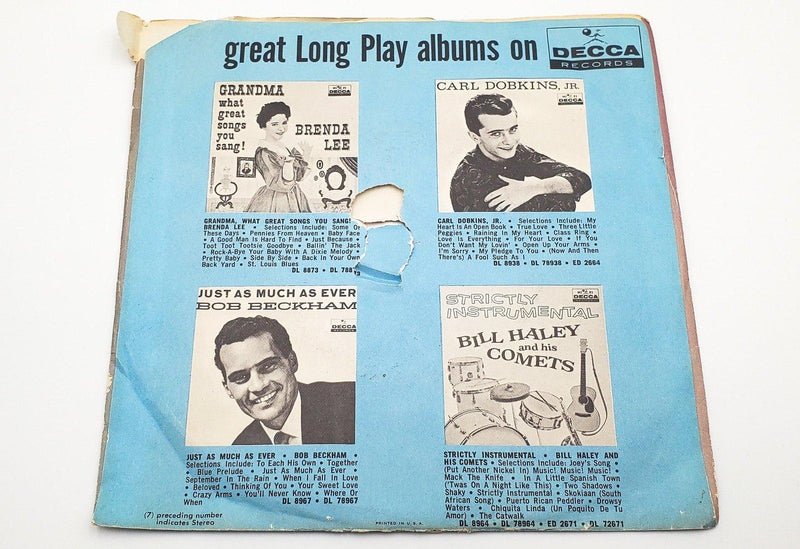 great Long Play albums on DECCA
RECORDS
GRANDMA
what
great
songs
you
sang!
BRENDA
LEE
DECCA
GRANDMA, WHAT GREAT SONGS YOU SANG!
BRENDA LEE • Selections Include: Some Of
These Days • Pennies From Heaven • Baby Face
• A Good Man Is Hard To Find • Just Because •
Toot Toot Tootsie Goodbye • Ballin' The Jack
• Rock-A-Bye Your Baby With A Dixie Melody •
Pretty Baby • Side By Side • Back In Your Own
Back Yard • St. Louis Blues
DL 8873 • DL 78873
CARL DOBKINS, JR.
DECCA
CARL DOBKINS, JR. • Selections Include: My
Heart Is An Open Book • True Love • Three Little
Peggies • Raining In My Heart • Class Ring •
Love Is Everything • For Your Love • If You
Don't Want My Lovin' • Open Up Your Arms •
I'm Sorry • My Pledge To You • (Now And Then
There's) A Fool Such As I
DL 8938 • DL 78938 • ED 2664
JUST AS MUCH AS EVER
BOB BECKHAM
DECCA
JUST AS MUCH AS EVER • BOB BECKHAM •
Selections Include: To Each His Own • Together
• Blue Prelude • Just As Much As Ever •
September In The Rain • When I Fall In Love
• Beloved • Thinking Of You • Your Sweet Love
• Crazy Arms • You'll Never Know • Where Or
When DL 8967 • DL 78967
STRICTLY
INSTRUMENTAL
DECCA
BILL HALEY
and his
COMETS
STRICTLY INSTRUMENTAL • BILL HALEY AND
HIS COMETS • Selections Include: Joey's Song •
(Put Another Nickel In) Music! Music! Music! •
Mack The Knife • In A Little Spanish Town
('Twas On A Night Like This) • Two Shadows •
Shaky • Strictly Instrumental • Skokiaan (South
African Song) • Puerto Rican Peddler • Drowsy
Waters • Chiquita Linda (Un Poquito De Tu
Amor) • The Catwalk
DL 8964 • DL 78964 • ED 2671 • DL 72671
(7) preceding number
indicates Stereo
PRINTED IN U.S.A.